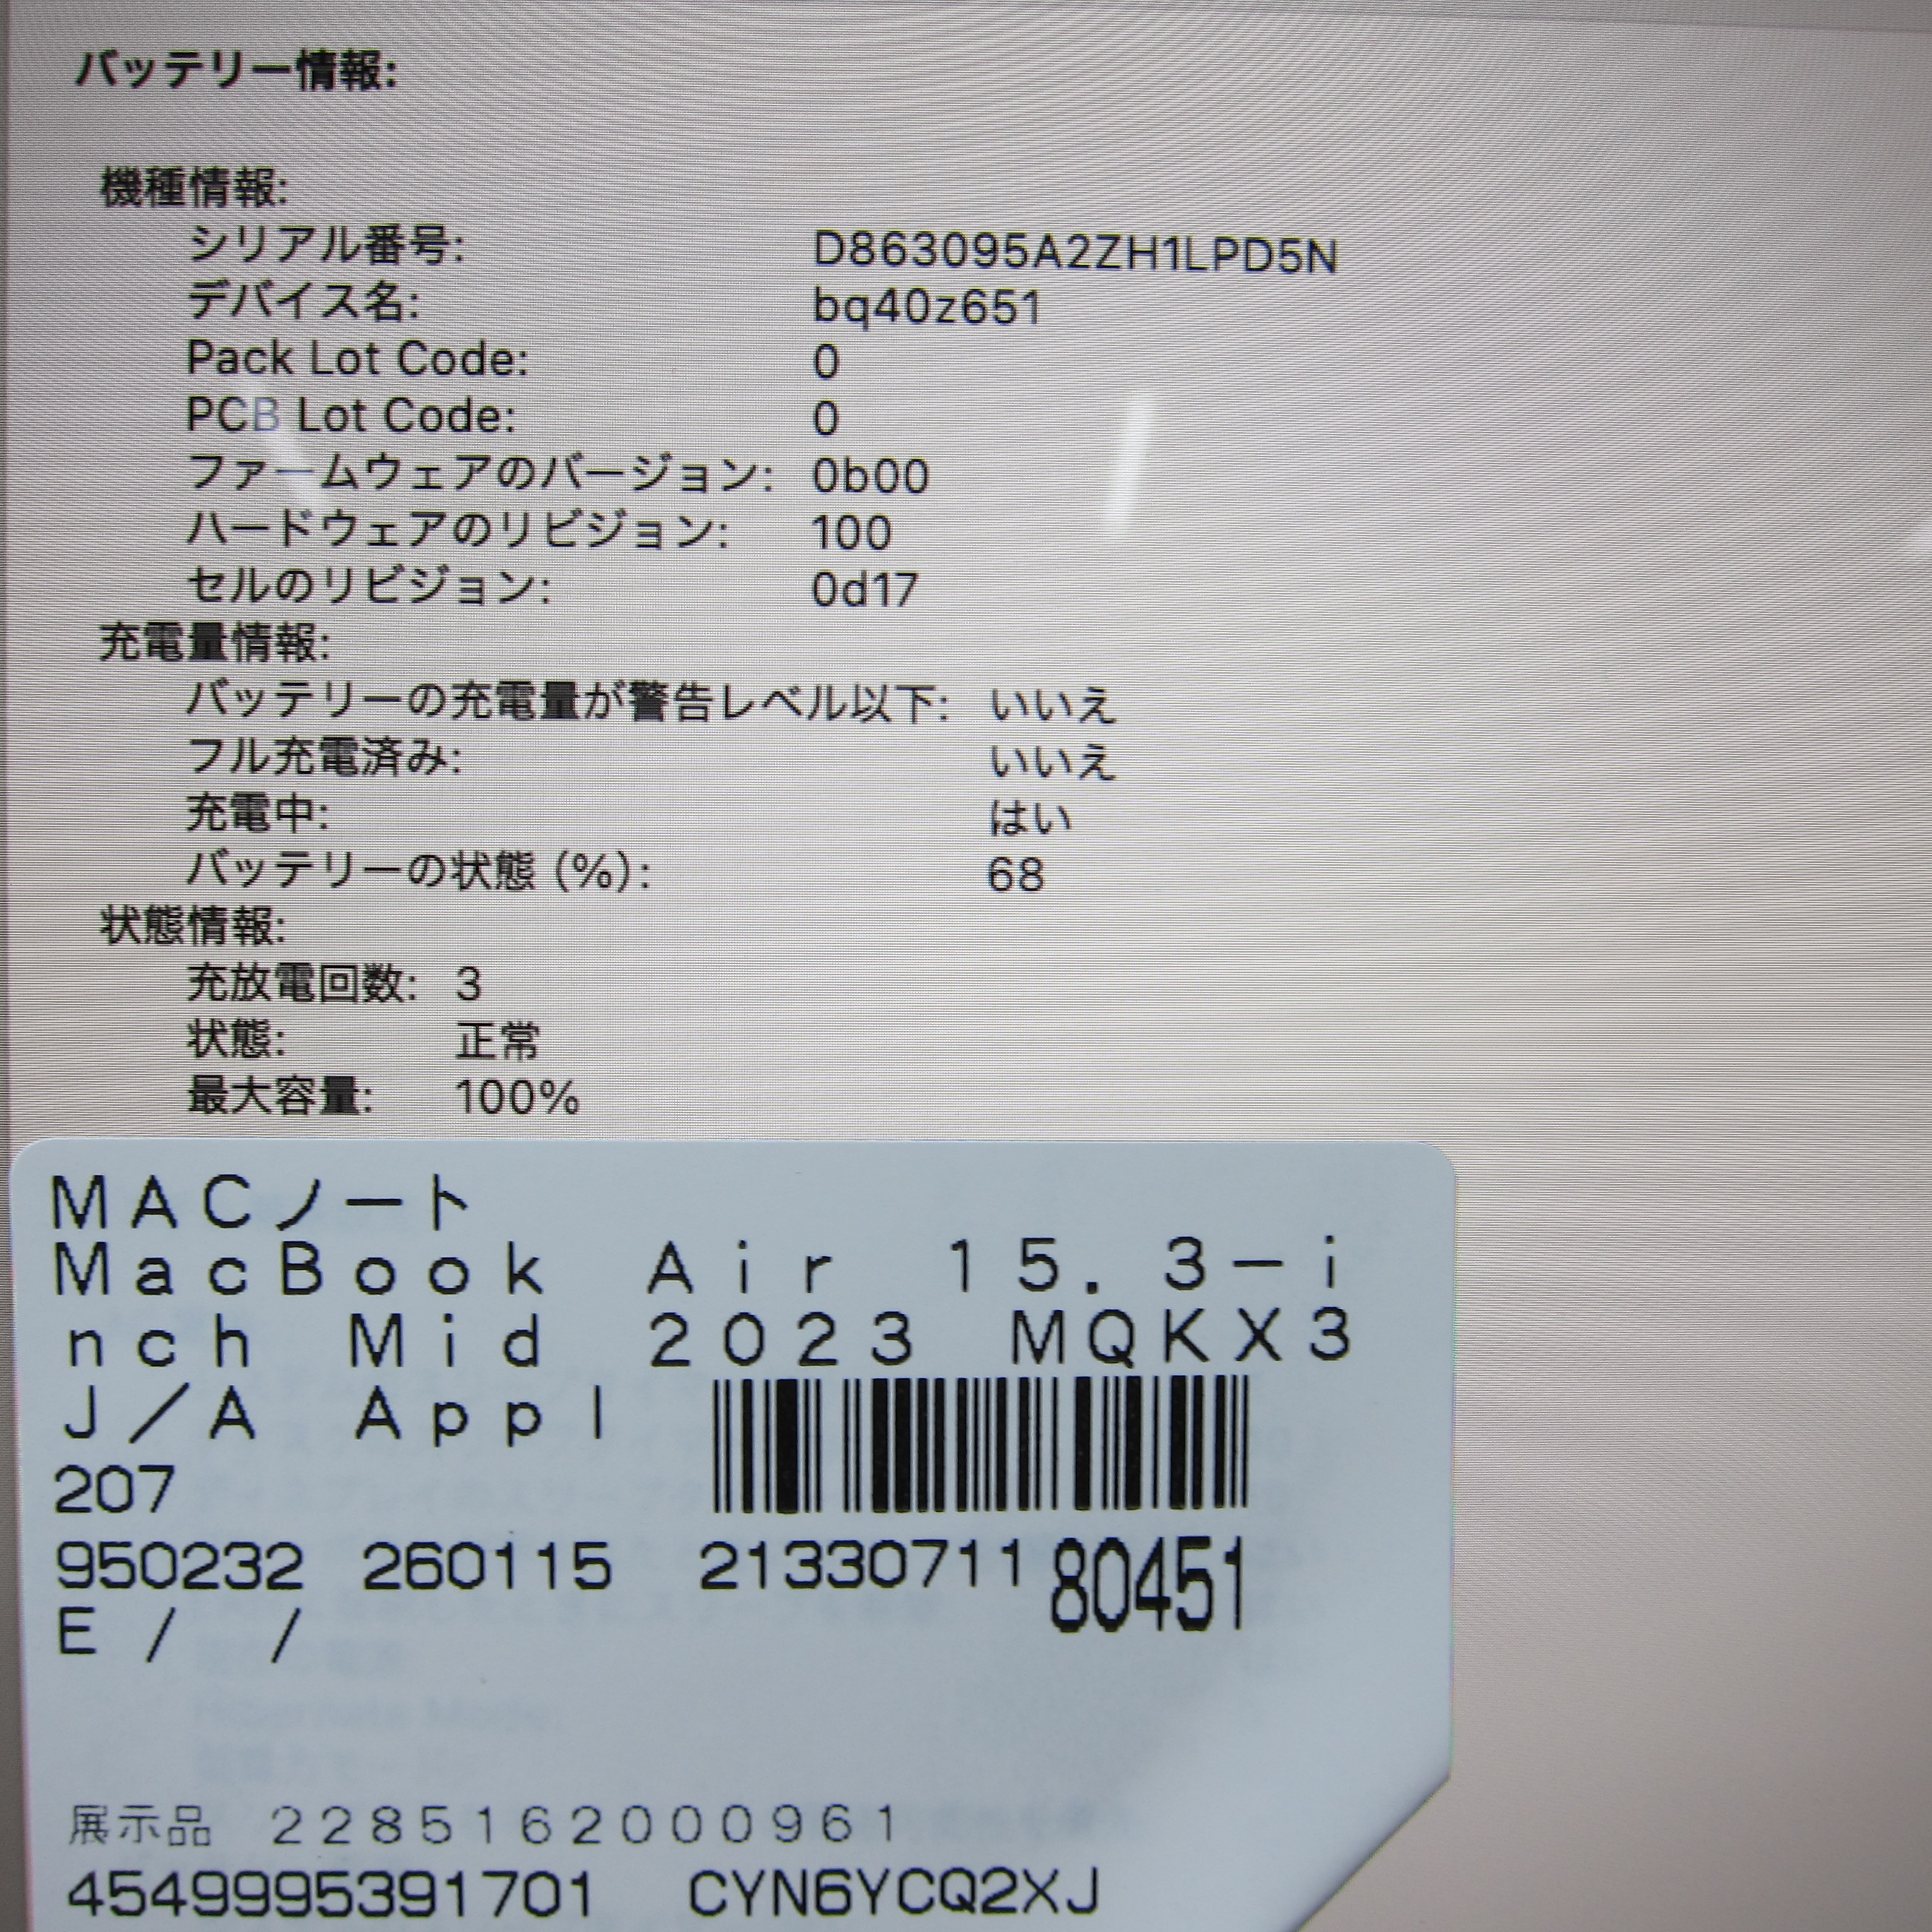 バッテリー情報:
機種情報:
シリアル番号: D863095A2ZH1LPD5N
デバイス名: bq40z651
Pack Lot Code: 0
PCB Lot Code: 0
ファームウェアのバージョン: 0b00
ハードウェアのリビジョン: 100
セルのリビジョン: 0d17
充電量情報:
バッテリーの充電量が警告レベル以下: いいえ
フル充電済み: いいえ
充電中: はい
バッテリーの状態 (%): 68
状態情報:
充放電回数: 3
状態: 正常
最大容量: 100%
MACノート
MacBook Air 15.3-i
nch Mid 2023 MQKX3
J/A Appl
207
950232 260115 21330711 80451
E / /
展示品 2285162000961
4549995391701 CYN6YCQ2XJ